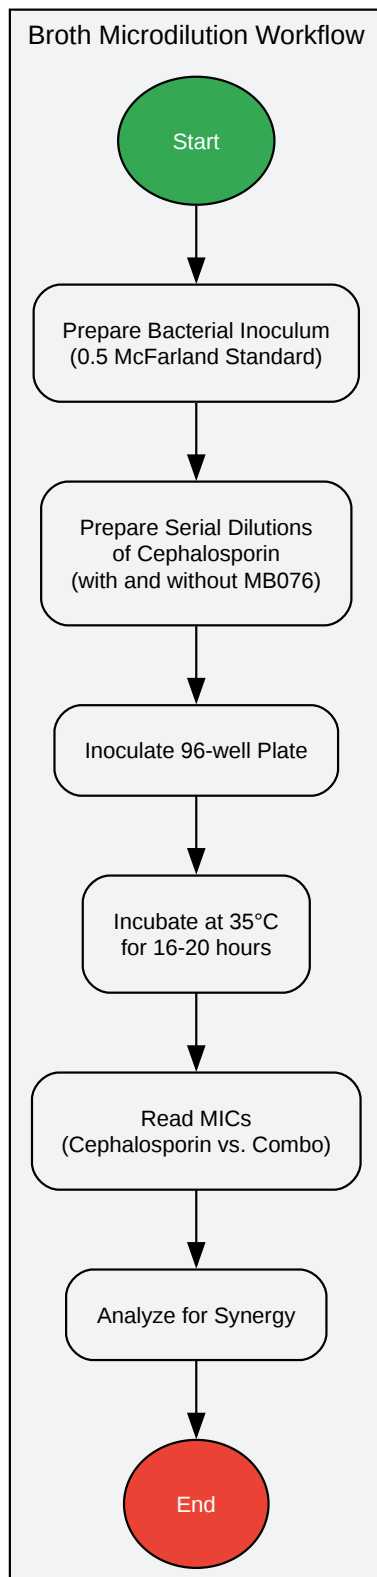 Broth Microdilution Workflow
Start
Prepare Bacterial Inoculum
(0.5 McFarland Standard)
Prepare Serial Dilutions
of Cephalosporin
(with and without MB076)
Inoculate 96-well Plate
Incubate at 35°C
for 16-20 hours
Read MICs
(Cephalosporin vs. Combo)
Analyze for Synergy
End